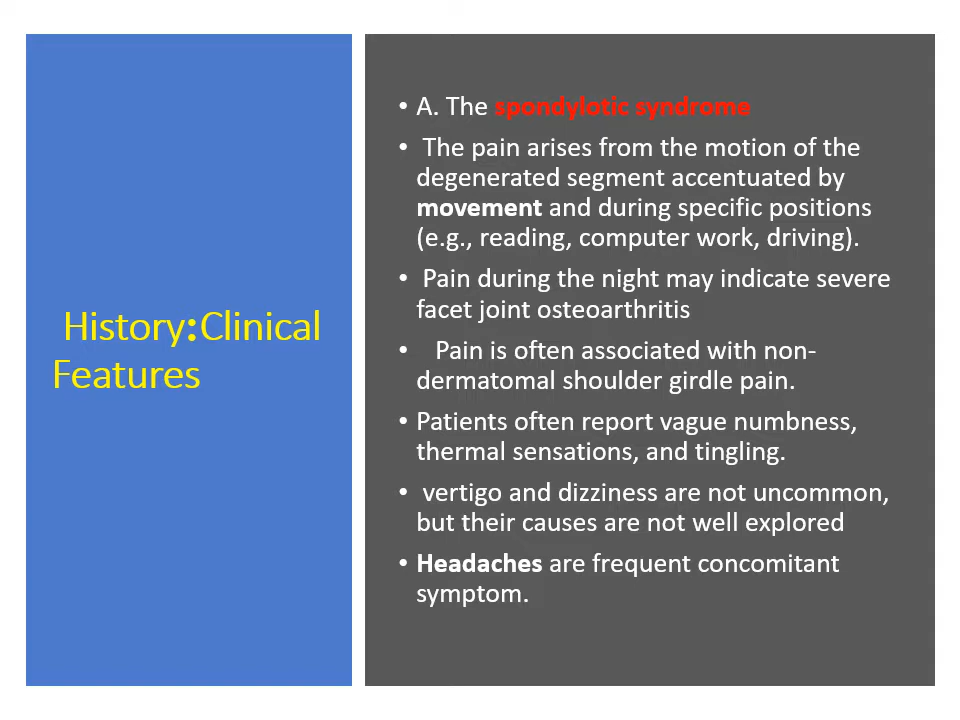 History:Clinical
Features
• A. The spondylotic syndrome
• The pain arises from the motion of the
degenerated segment accentuated by
movement and during specific positions
(e.g., reading, computer work, driving).
• Pain during the night may indicate severe
facet joint osteoarthritis
• Pain is often associated with non-
dermatomal shoulder girdle pain.
• Patients often report vague numbness,
thermal sensations, and tingling.
• vertigo and dizziness are not uncommon,
but their causes are not well explored
• Headaches are frequent concomitant
symptom.